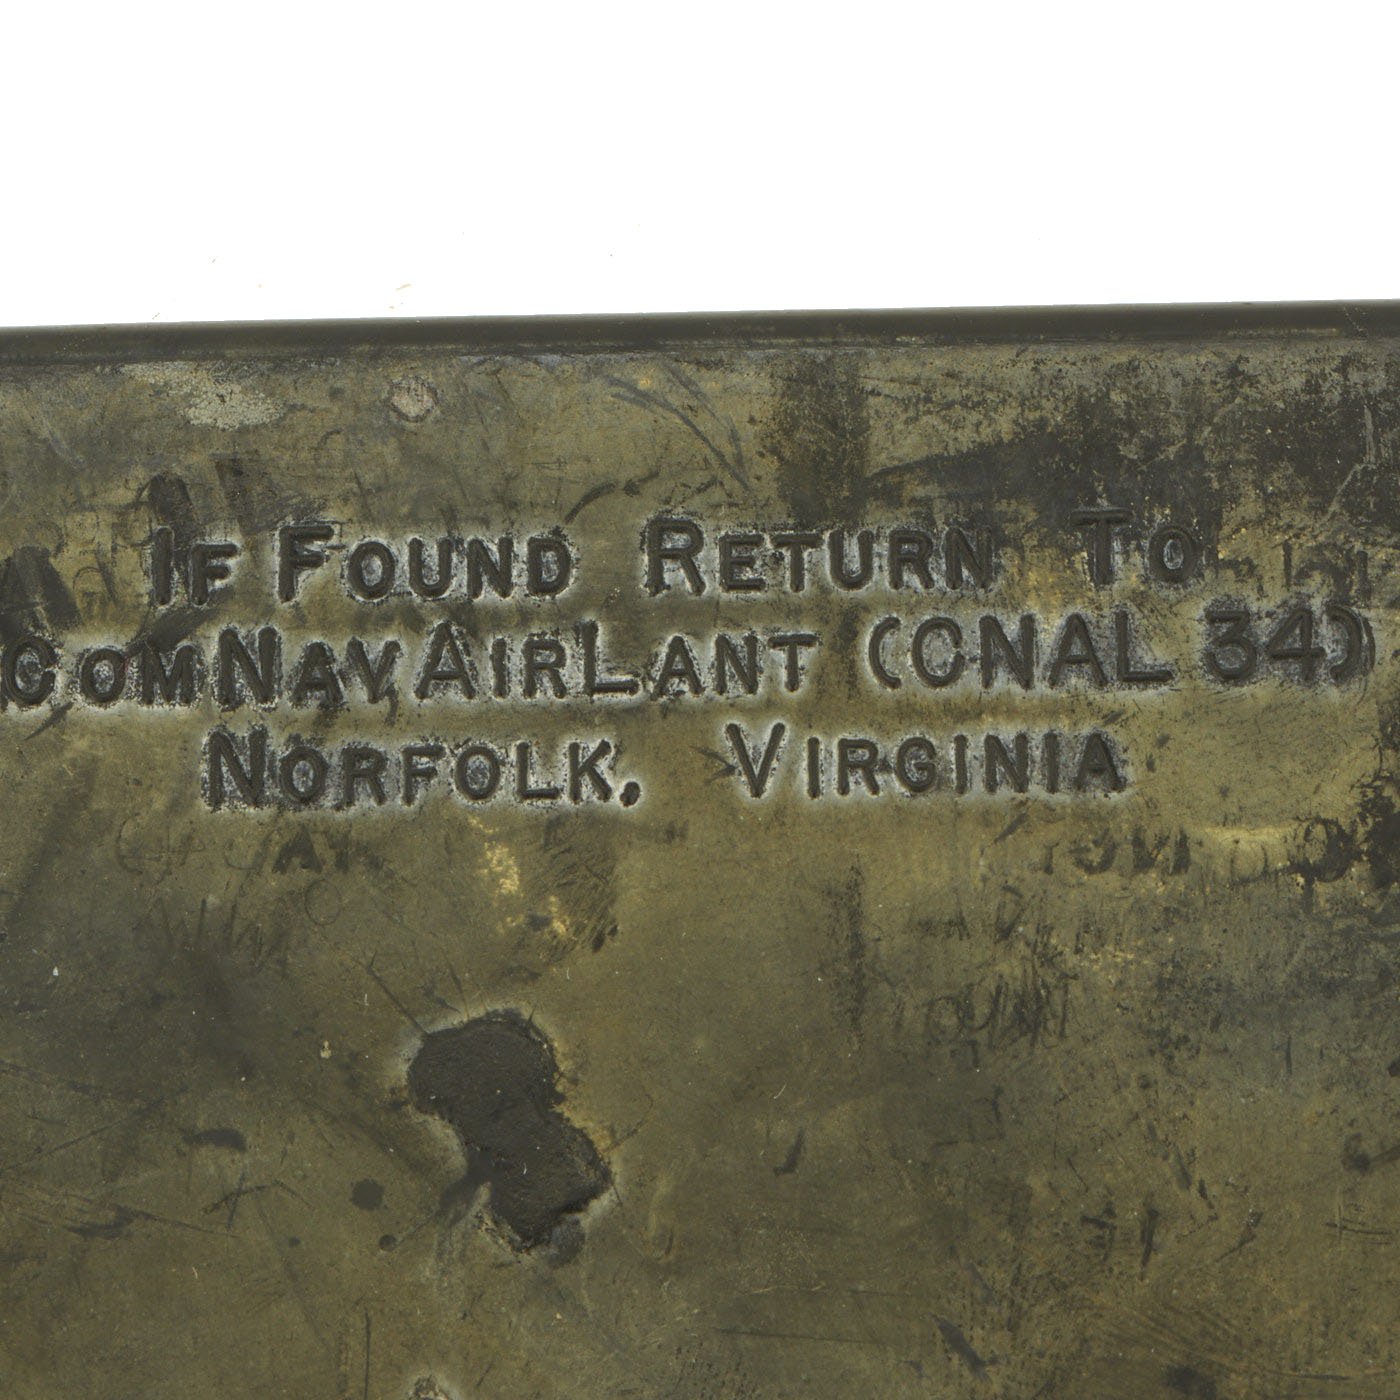 If Found Return To
ComNavAirLant (CNAL 34)
Norfolk, Virginia